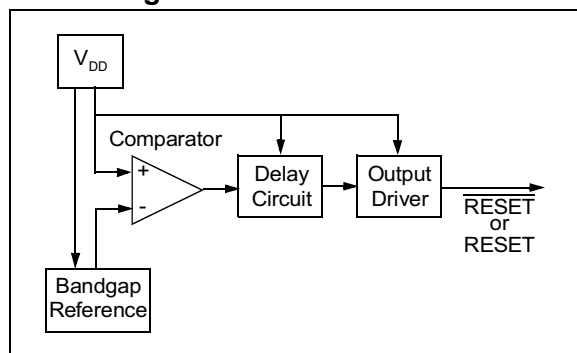 V_DD
Comparator
+
-
Delay
Circuit
Output
Driver
RESET
or
RESET
Bandgap
Reference